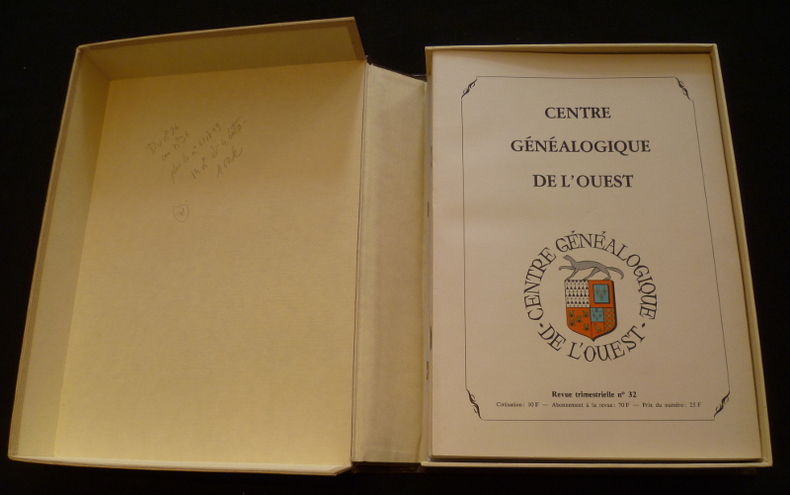 CENTRE
GÉNÉALOGIQUE
DE L'OUEST
CENTRE GÉNÉALOGIQUE
- DE L'OUEST -
Revue trimestrielle n° 32
Cotisation : 10 F — Abonnement à la revue : 70 F — Prix du numéro : 25 F